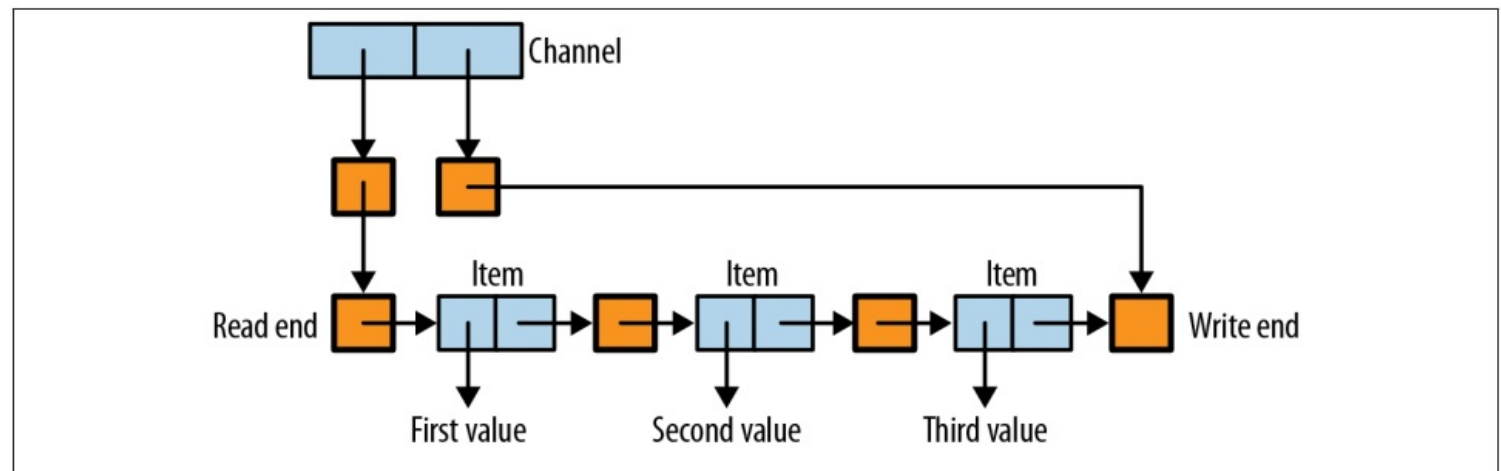 Channel
Item Item Item
Read end Write end
First value Second value Third value